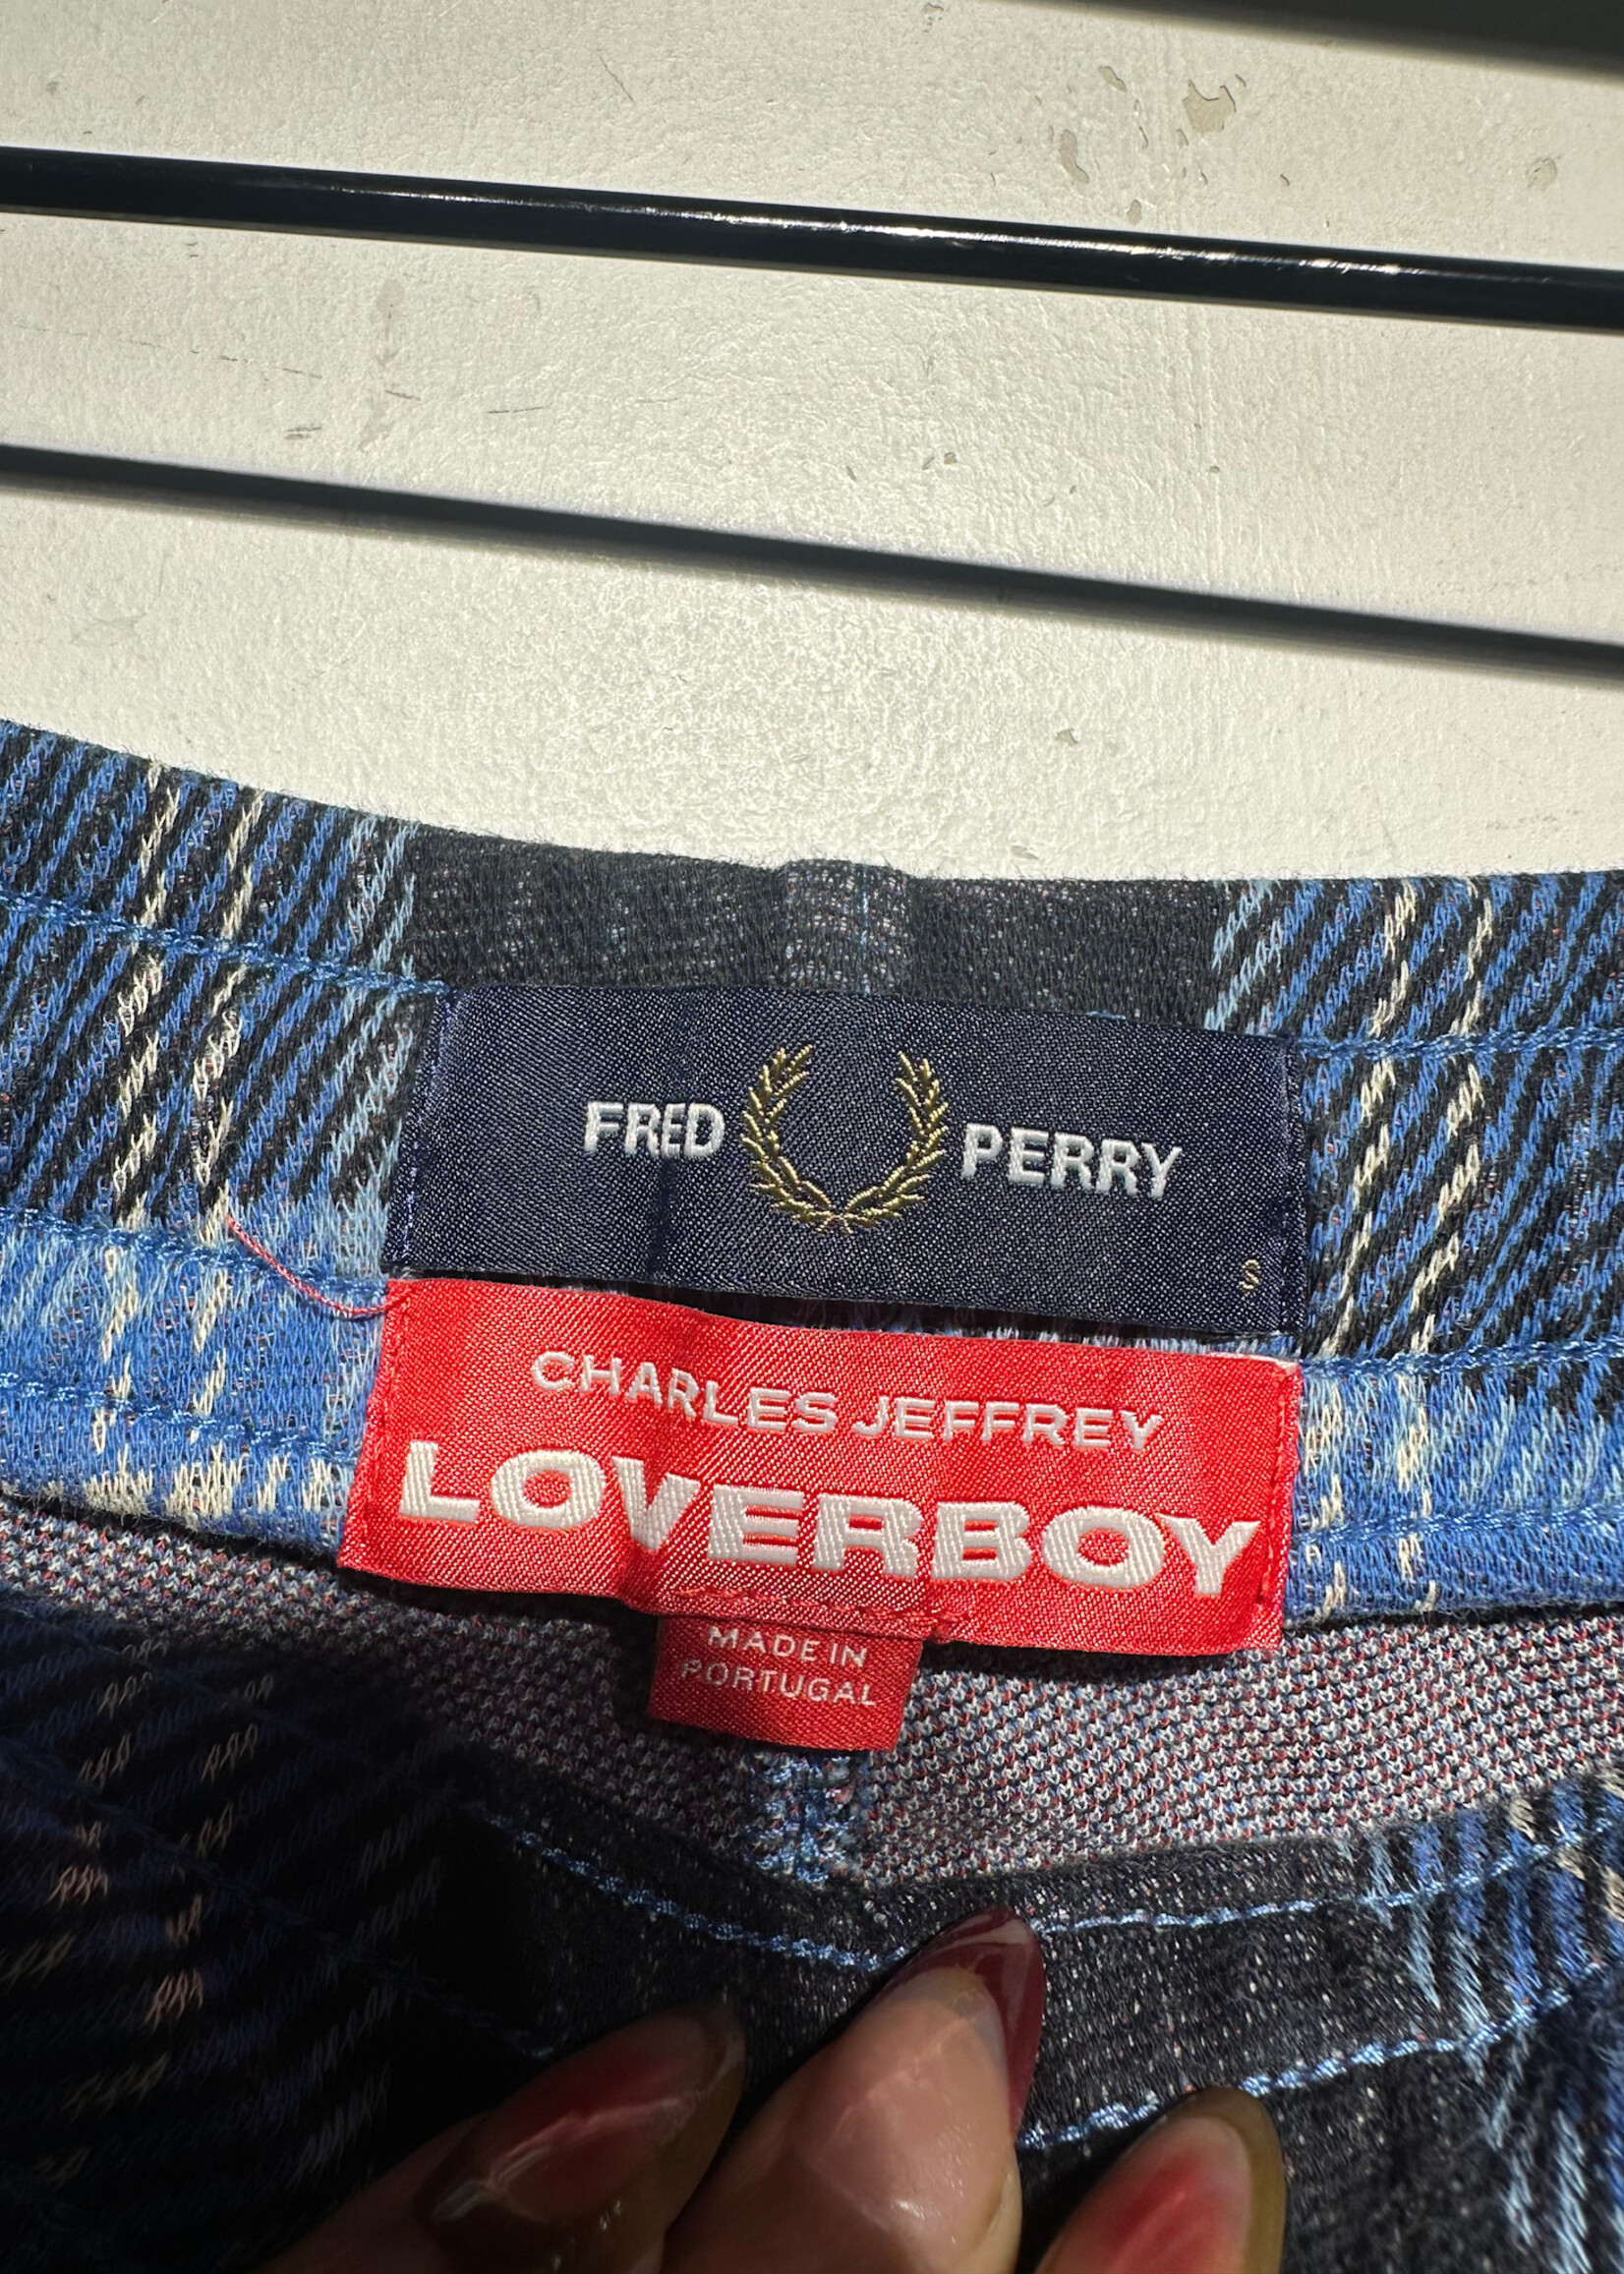 FRED PERRY
S
CHARLES JEFFREY
LOVERBOY
MADE IN
PORTUGAL